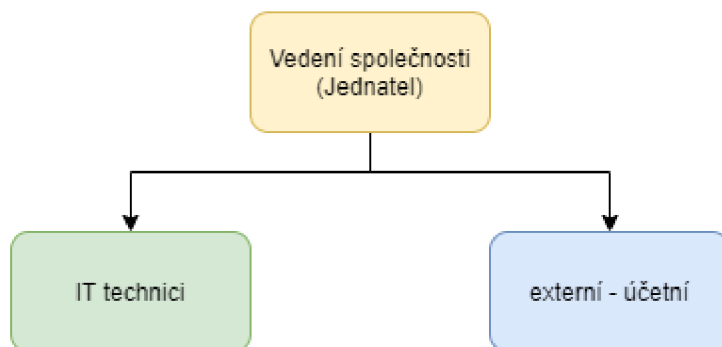 Vedení společnosti
(Jednatel)
IT technici
externí - účetní